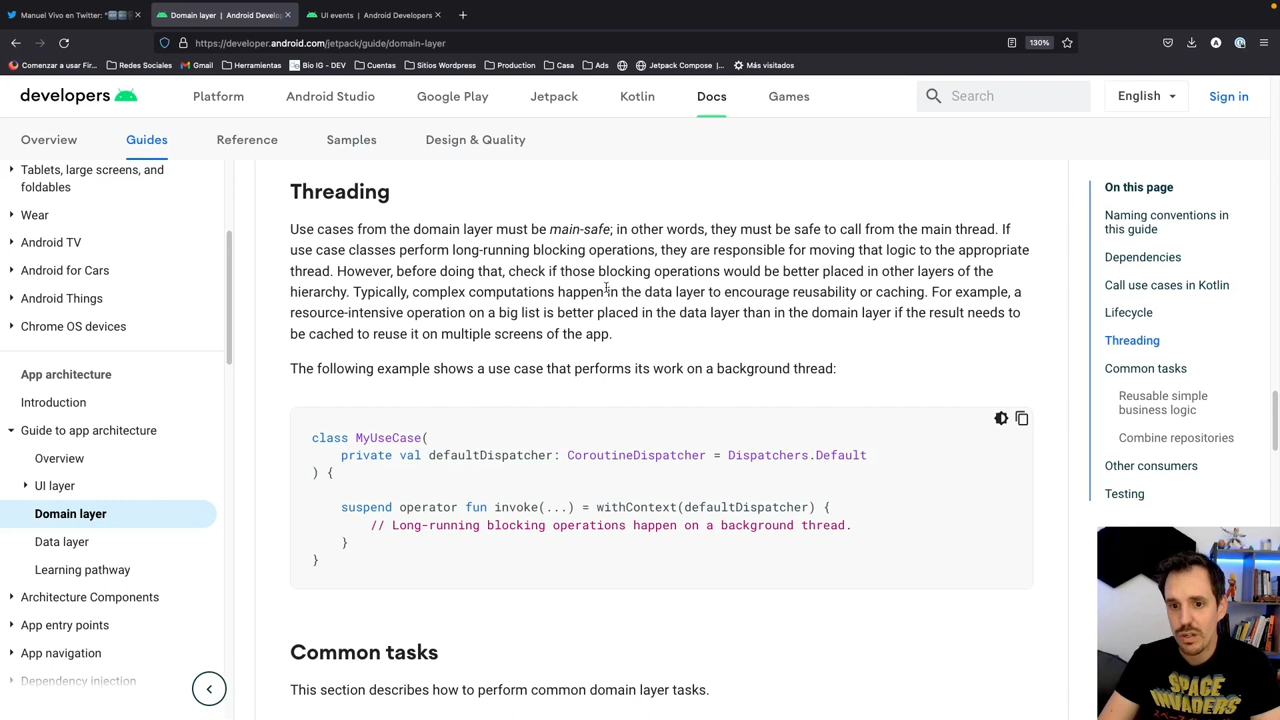 Manuel Vivo en Twitter: "
Domain layer | Android Develo
UI events | Android Developers
https://developer.android.com/jetpack/guide/domain-layer
130%
Comenzar a usar Fir...
Redes Sociales
Gmail
Herramientas
Bio IG - DEV
Cuentas
Sitios Wordpress
Production
Casa
Ads
Jetpack Compose |...
Más visitados
developers
Platform
Android Studio
Google Play
Jetpack
Kotlin
Docs
Games
Search
English
Sign in
Overview
Guides
Reference
Samples
Design & Quality
Tablets, large screens, and
foldables
Wear
Android TV
Android for Cars
Android Things
Chrome OS devices
App architecture
Introduction
Guide to app architecture
Overview
UI layer
Domain layer
Data layer
Learning pathway
Architecture Components
App entry points
App navigation
Dependency injection
Threading
Use cases from the domain layer must be main-safe; in other words, they must be safe to call from the main thread. If
use case classes perform long-running blocking operations, they are responsible for moving that logic to the appropriate
thread. However, before doing that, check if those blocking operations would be better placed in other layers of the
hierarchy. Typically, complex computations happen in the data layer to encourage reusability or caching. For example, a
resource-intensive operation on a big list is better placed in the data layer than in the domain layer if the result needs to
be cached to reuse it on multiple screens of the app.
The following example shows a use case that performs its work on a background thread:
class MyUseCase(
private val defaultDispatcher: CoroutineDispatcher = Dispatchers.Default
) {
suspend operator fun invoke(...) = withContext(defaultDispatcher) {
// Long-running blocking operations happen on a background thread.
}
}
Common tasks
This section describes how to perform common domain layer tasks.
On this page
Naming conventions in
this guide
Dependencies
Call use cases in Kotlin
Lifecycle
Threading
Common tasks
Reusable simple
business logic
Combine repositories
Other consumers
Testing
SPACE
INVADERS